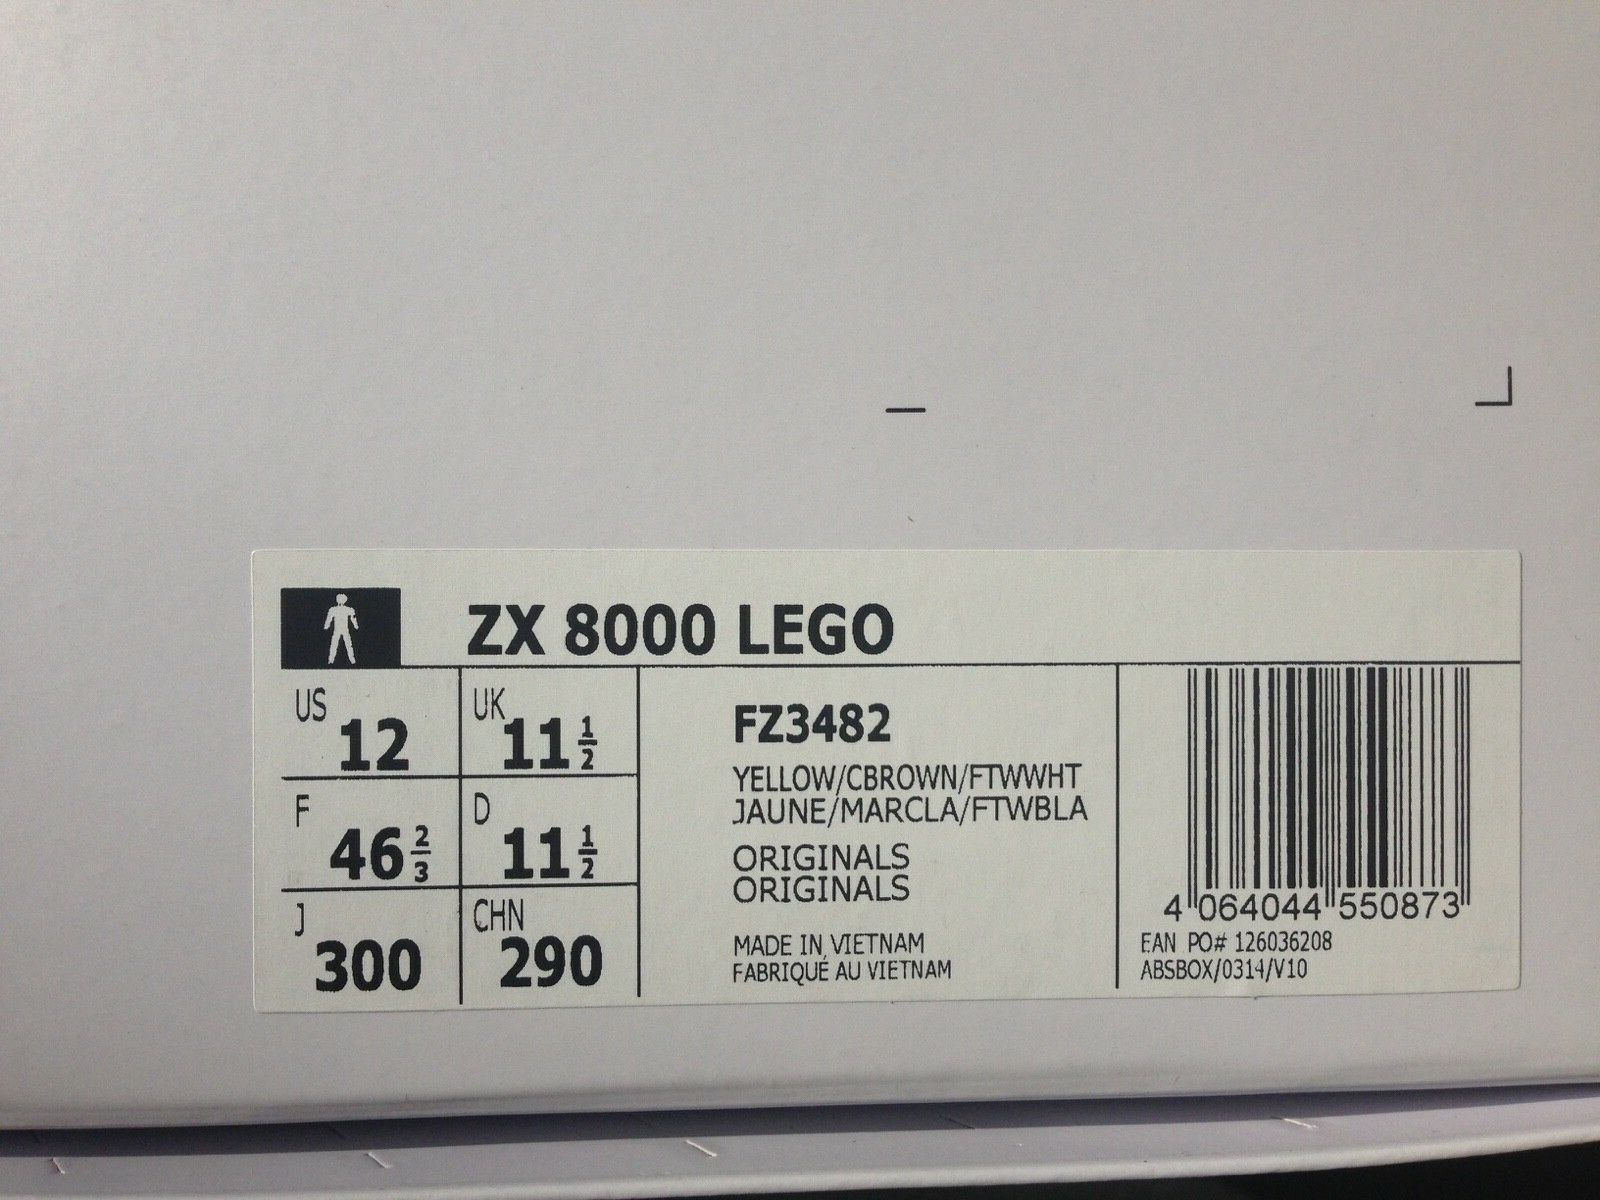 ZX 8000 LEGO
US 12
UK 11 1/2
F 46 2/3
D 11 1/2
J 300
CHN 290
FZ3482
YELLOW/CBROWN/FTWWHT
JAUNE/MARCLA/FTWBLA
ORIGINALS
ORIGINALS
MADE IN VIETNAM
FABRIQUÉ AU VIETNAM
4 064044 550873
EAN PO# 126036208
ABSBOX/0314/V10